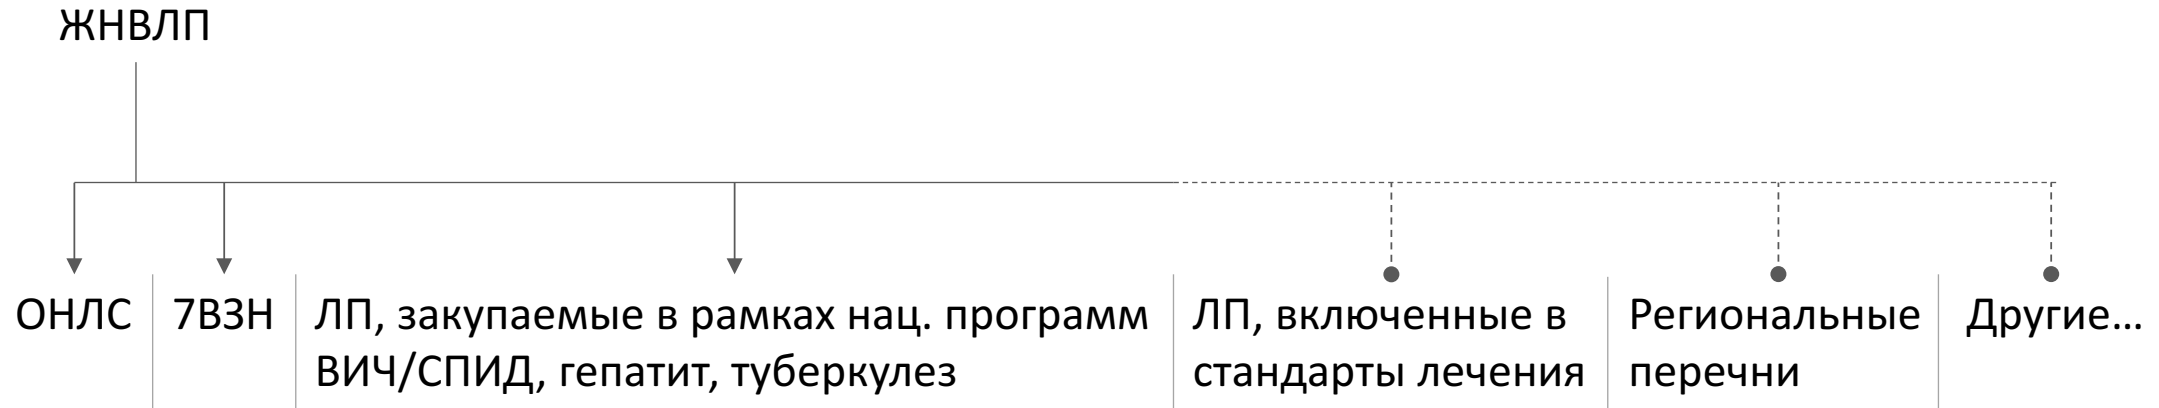 ЖНВЛП
ОНЛС
7ВЗН
ЛП, закупаемые в рамках нац. программ
ВИЧ/СПИД, гепатит, туберкулез
ЛП, включенные в
стандарты лечения
Региональные
перечни
Другие...